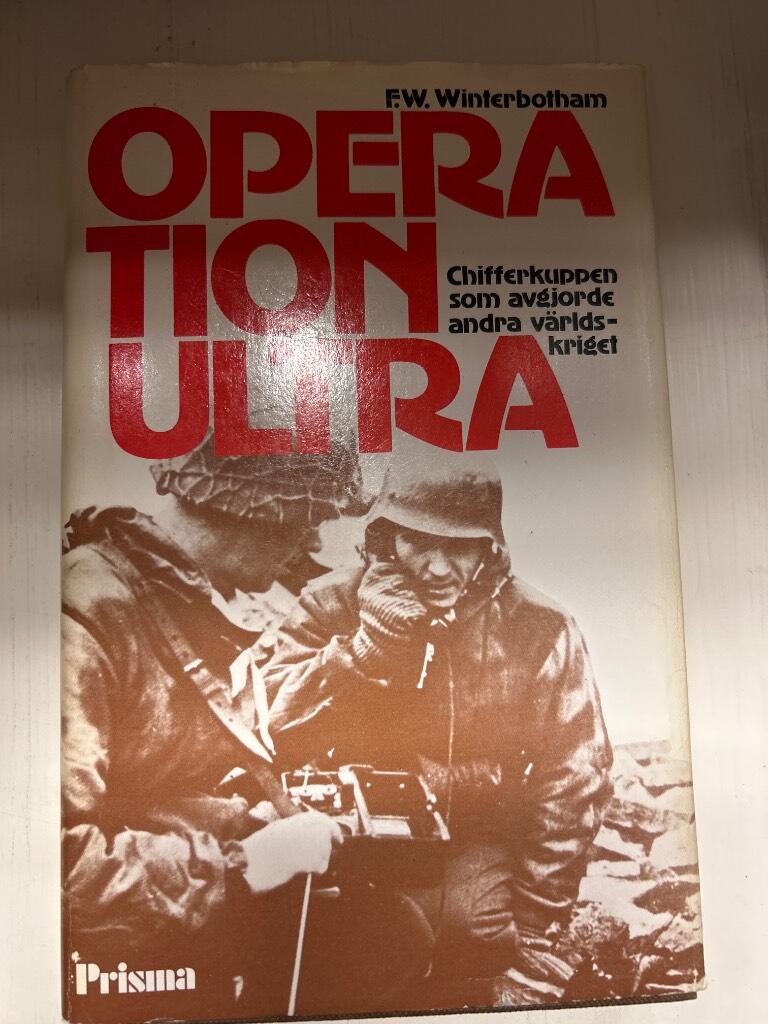 F.W. Winterbotham
OPERA
TION
ULTRA
Chifferkuppen
som avgjorde
andra världs-
kriget
Prisma